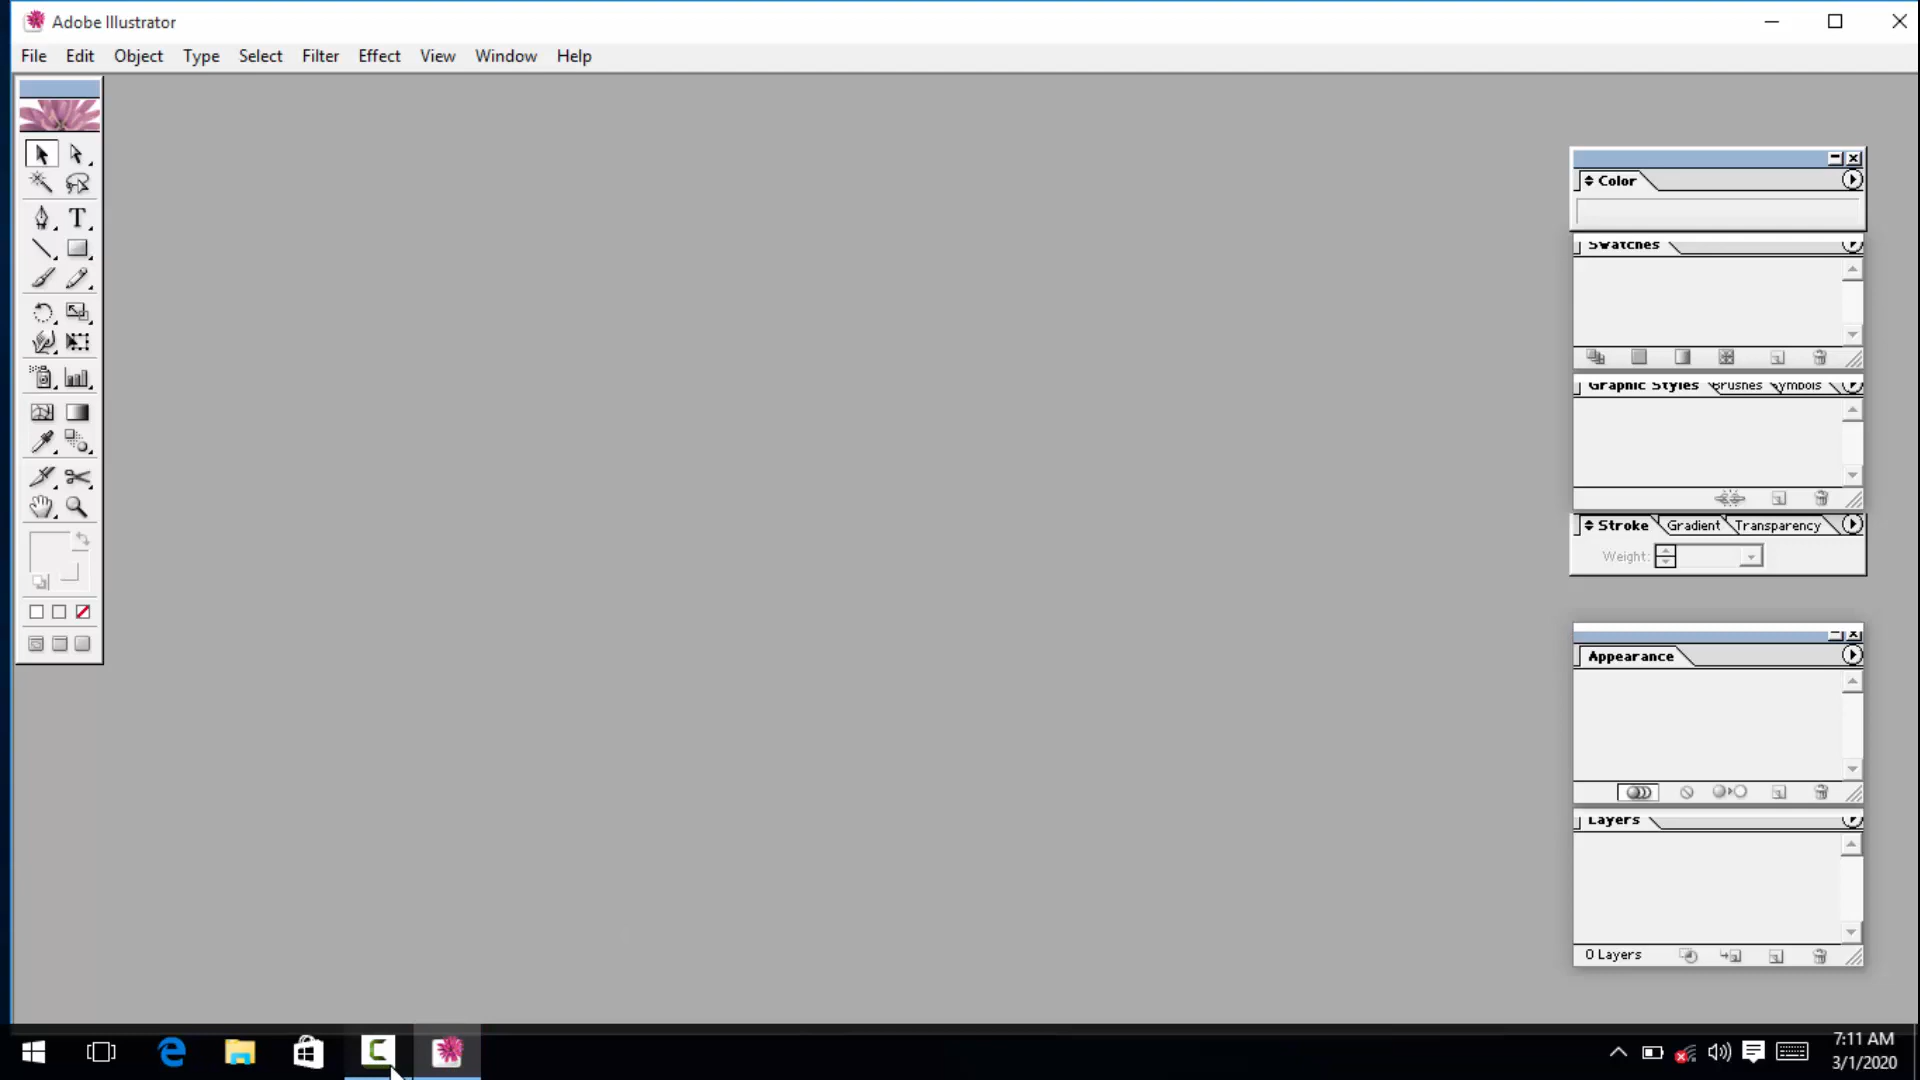 Adobe Illustrator
File Edit Object Type Select Filter Effect View Window Help
Color
Swatches
Graphic Styles Brushes Symbols
Stroke Gradient Transparency
Weight:
Appearance
Layers
0 Layers
7:11 AM
3/1/2020